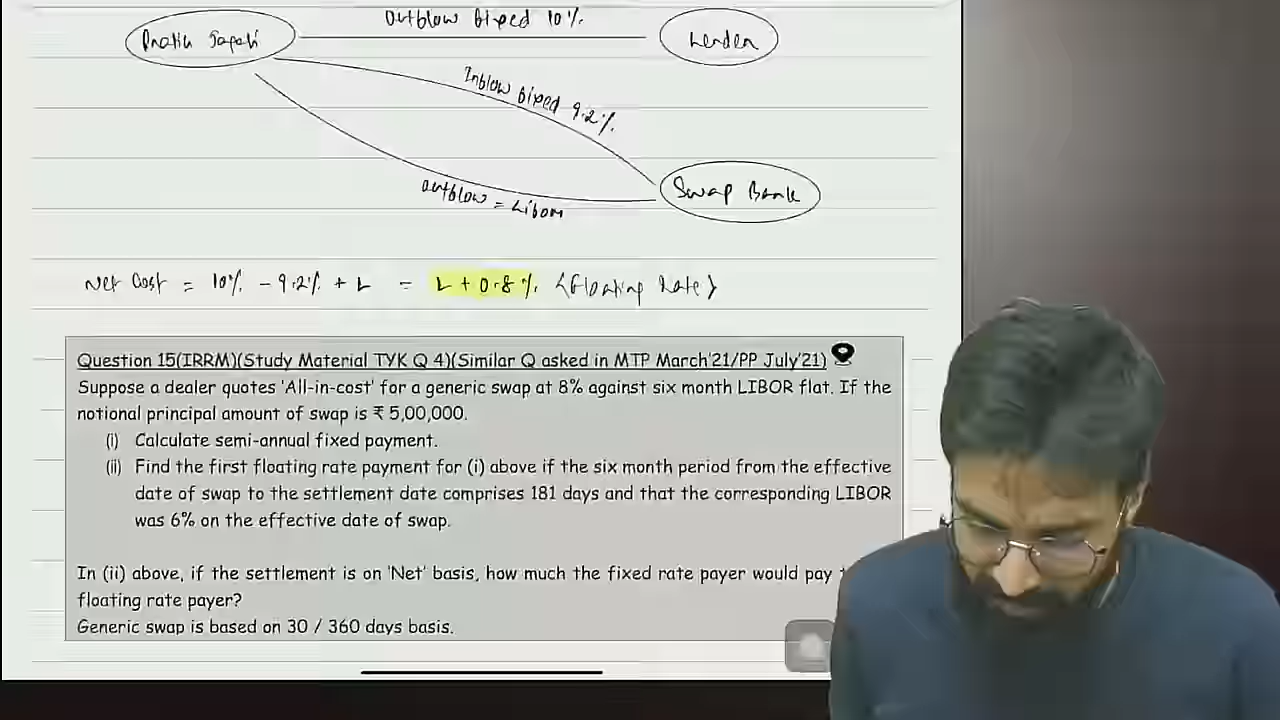 Outflow fixed 10%
Pratik Jagati
Lender
Inflow fixed 9.2%
Swap Bank
Outflow = Libor
Net Cost = 10% - 9.2% + L = L + 0.8% <Floating Rate>
Question 15(IRRM)(Study Material TYK Q 4)(Similar Q asked in MTP March'21/PP July'21)
Suppose a dealer quotes 'All-in-cost' for a generic swap at 8% against six month LIBOR flat. If the
notional principal amount of swap is ₹ 5,00,000.
(i) Calculate semi-annual fixed payment.
(ii) Find the first floating rate payment for (i) above if the six month period from the effective
date of swap to the settlement date comprises 181 days and that the corresponding LIBOR
was 6% on the effective date of swap.
In (ii) above, if the settlement is on 'Net' basis, how much the fixed rate payer would pay
floating rate payer?
Generic swap is based on 30 / 360 days basis.